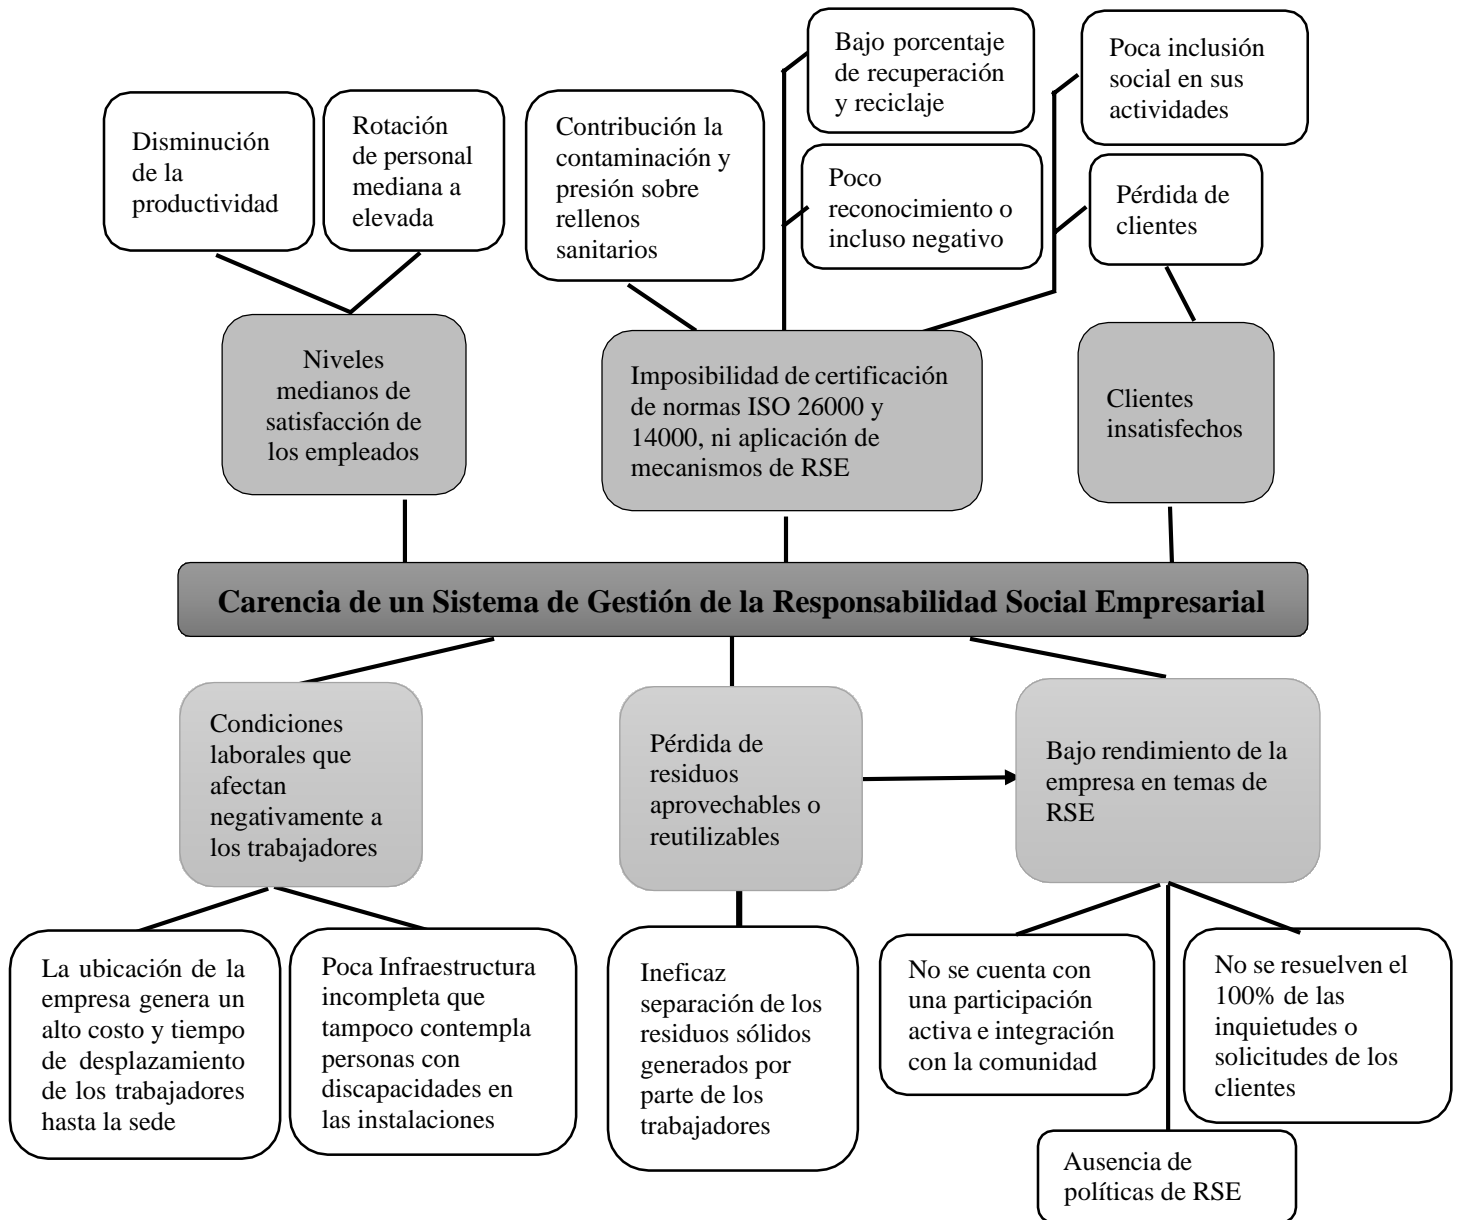 Bajo porcentaje
de recuperación
y reciclaje
Poca inclusión
social en sus
actividades
Disminución
de la
productividad
Rotación
de personal
mediana a
elevada
Contribución la
contaminación y
presión sobre
rellenos
sanitarios
Poco
reconocimiento o
incluso negativo
Pérdida de
clientes
Niveles
medianos de
satisfacción de
los empleados
Imposibilidad de certificación
de normas ISO 26000 y
14000, ni aplicación de
mecanismos de RSE
Clientes
insatisfechos
Carencia de un Sistema de Gestión de la Responsabilidad Social Empresarial
Condiciones
laborales que
afectan
negativamente a
los trabajadores
Pérdida de
residuos
aprovechables o
reutilizables
Bajo rendimiento de la
empresa en temas de
RSE
La ubicación de la
empresa genera un
alto costo y tiempo
de desplazamiento
de los trabajadores
hasta la sede
Poca Infraestructura
incompleta que
tampoco contempla
personas con
discapacidades en
las instalaciones
Ineficaz
separación de los
residuos sólidos
generados por
parte de los
trabajadores
No se cuenta con
una participación
activa e integración
con la comunidad
No se resuelven el
100% de las
inquietudes o
solicitudes de los
clientes
Ausencia de
políticas de RSE